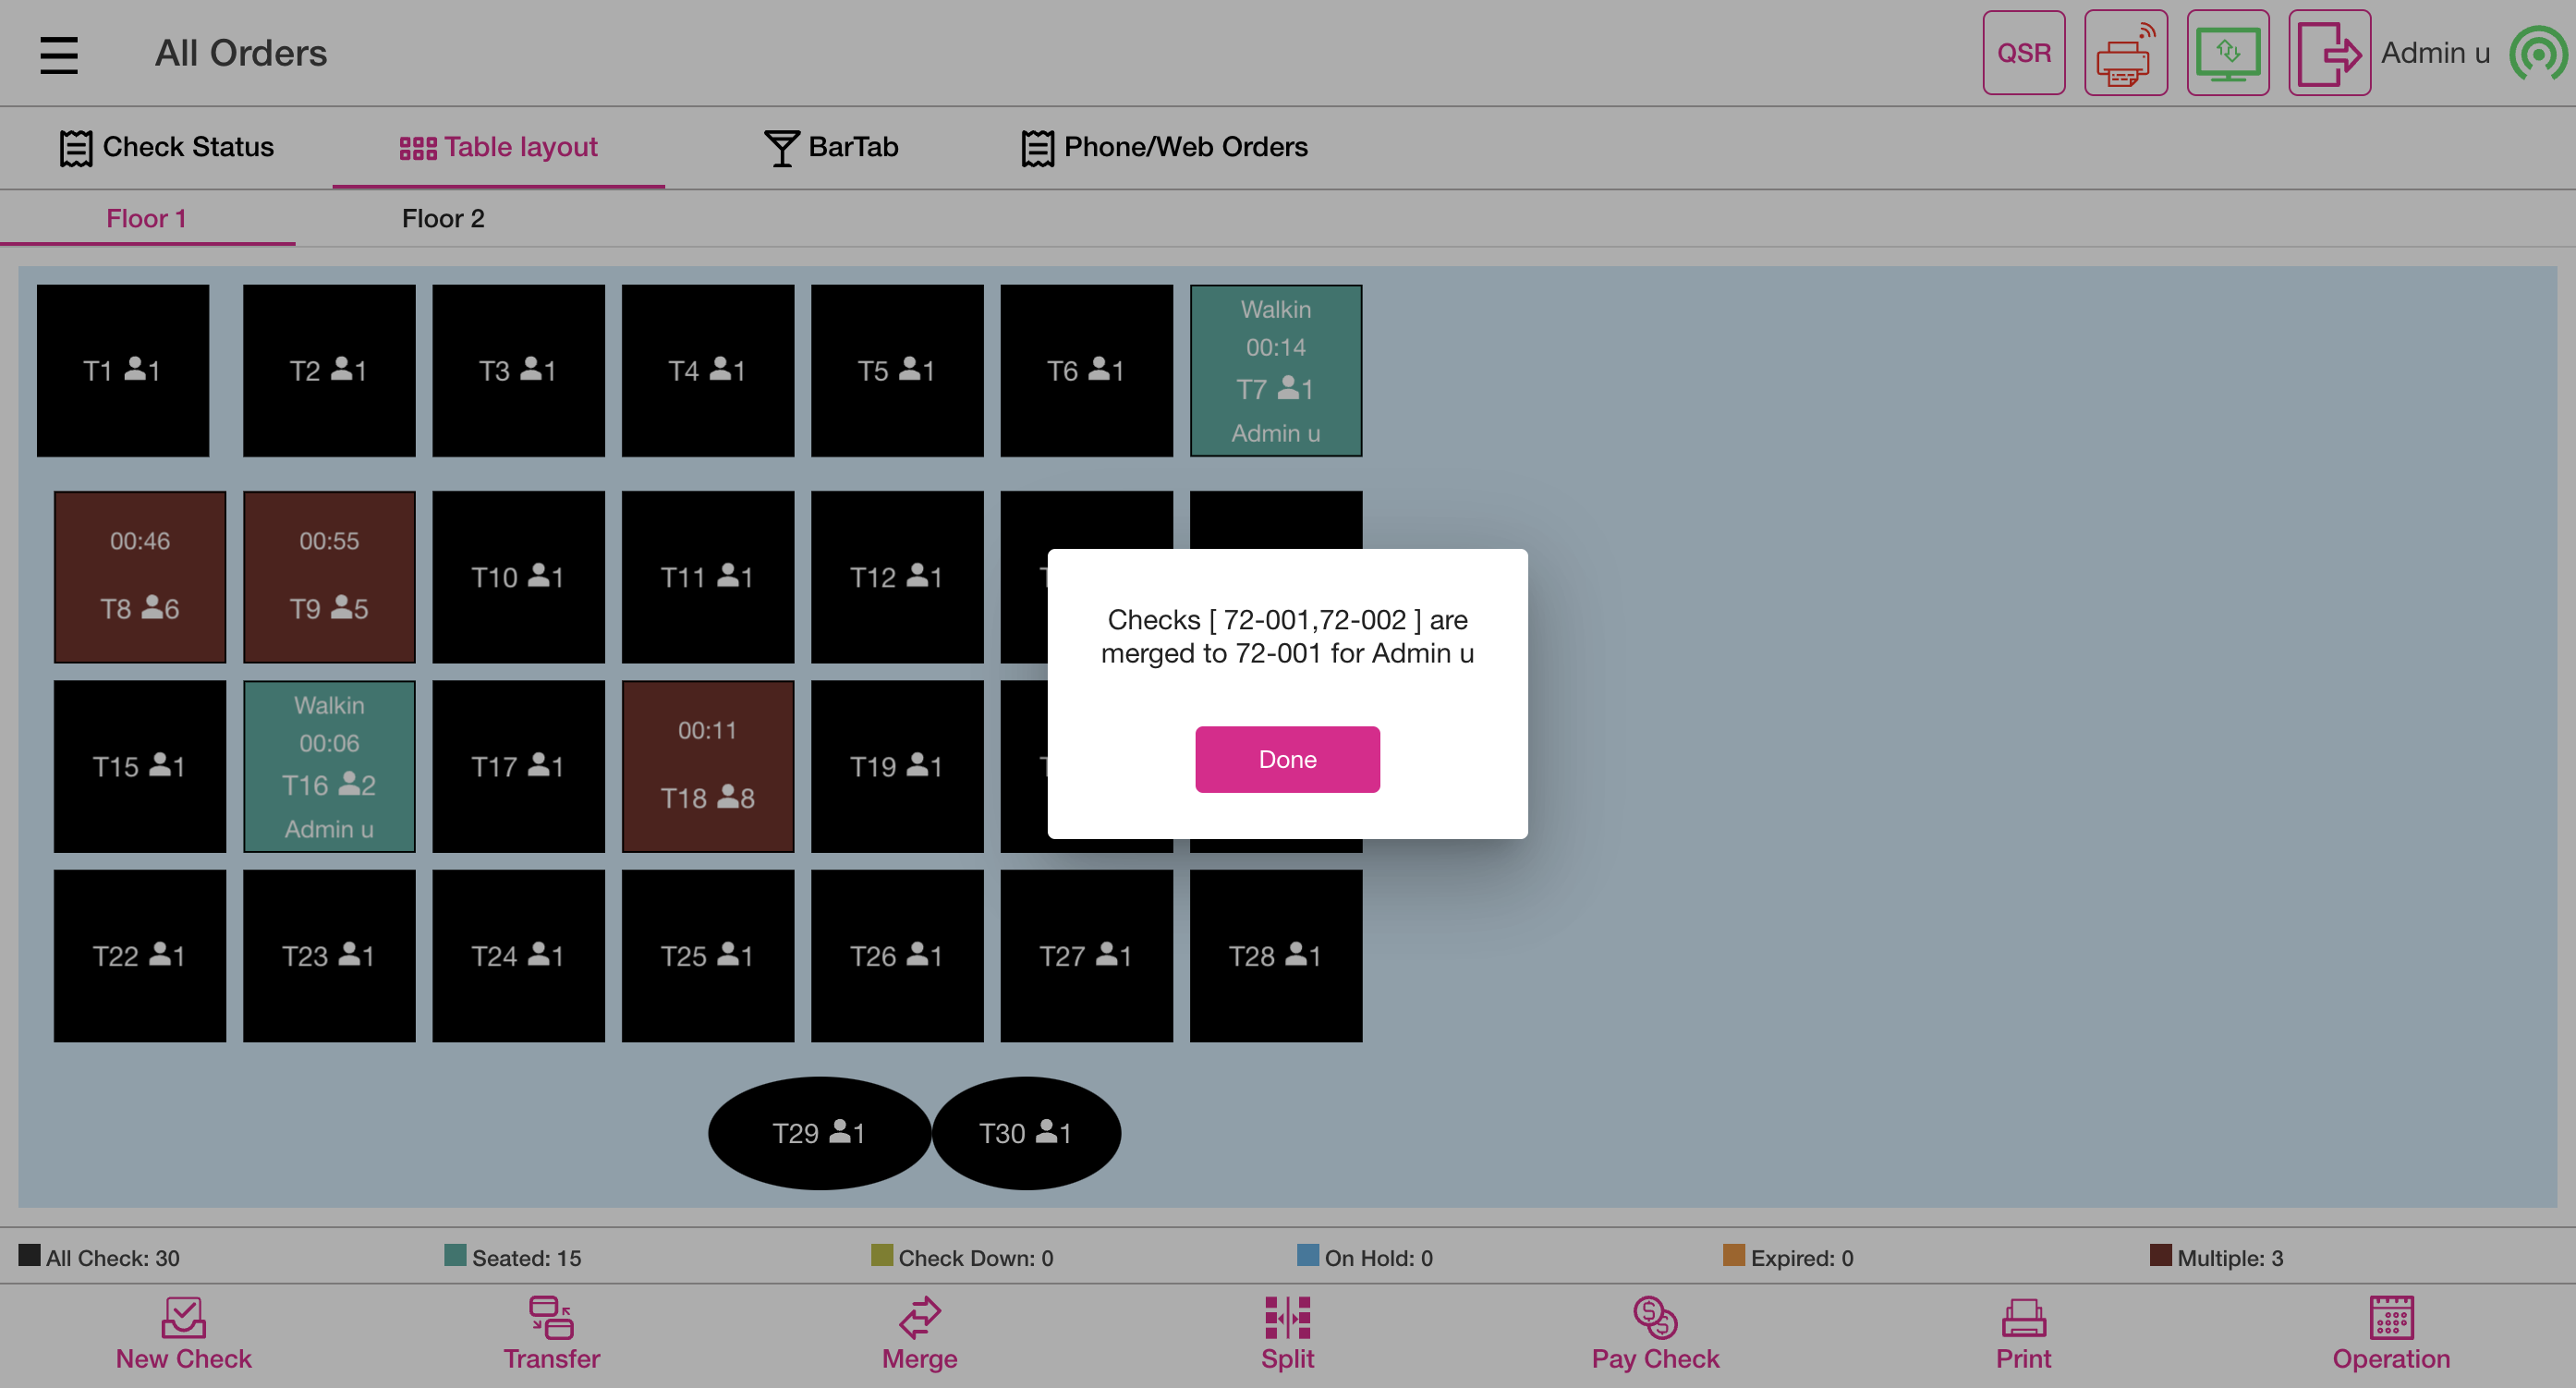 All Orders
QSR
Admin u
Check Status
Table layout
BarTab
Phone/Web Orders
Floor 1
Floor 2
T1 1
T2 1
T3 1
T4 1
T5 1
T6 1
Walkin
00:14
T7 1
Admin u
00:46
T8 6
00:55
T9 5
T10 1
T11 1
T12 1
Checks [ 72-001,72-002 ] are
merged to 72-001 for Admin u
Done
T15 1
Walkin
00:06
T16 2
Admin u
T17 1
00:11
T18 8
T19 1
T22 1
T23 1
T24 1
T25 1
T26 1
T27 1
T28 1
T29 1
T30 1
All Check: 30
Seated: 15
Check Down: 0
On Hold: 0
Expired: 0
Multiple: 3
New Check
Transfer
Merge
Split
Pay Check
Print
Operation